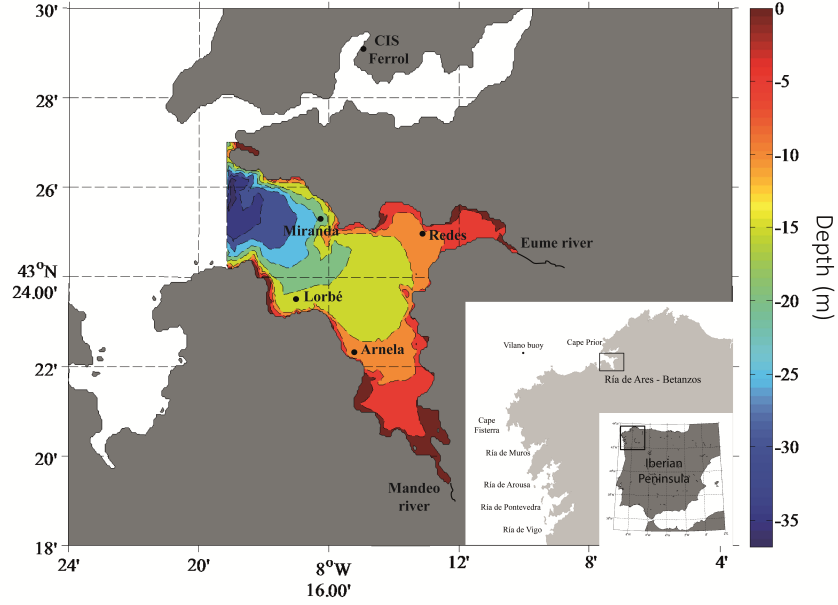 30'
28'
26'
43°N
24.00'
22'
20'
18'
24'
20'
8°W
16.00'
12'
8'
4'
CIS
Ferrol
Miranda
Redes
Eume river
Lorbé
Arnela
Mandeo
river
Vilano buoy
Cape Prior
Ría de Ares - Betanzos
Cape
Fisterra
Ría de Muros
Ría de Arousa
Ría de Pontevedra
Ría de Vigo
Iberian
Peninsula
0
-5
-10
-15
-20
-25
-30
-35
Depth (m)